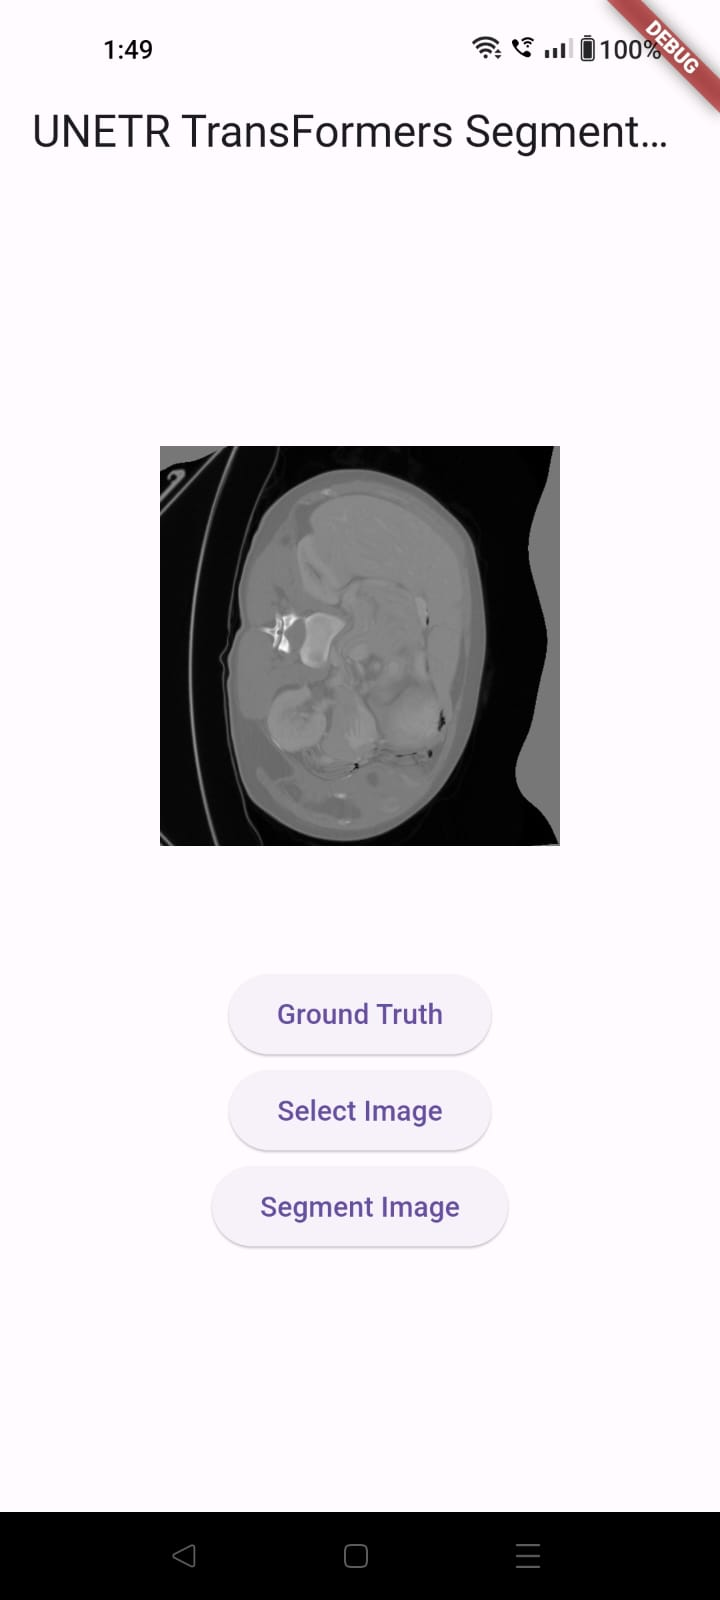 1:49
100%
DEBUG
UNETR TransFormers Segment...
Ground Truth
Select Image
Segment Image